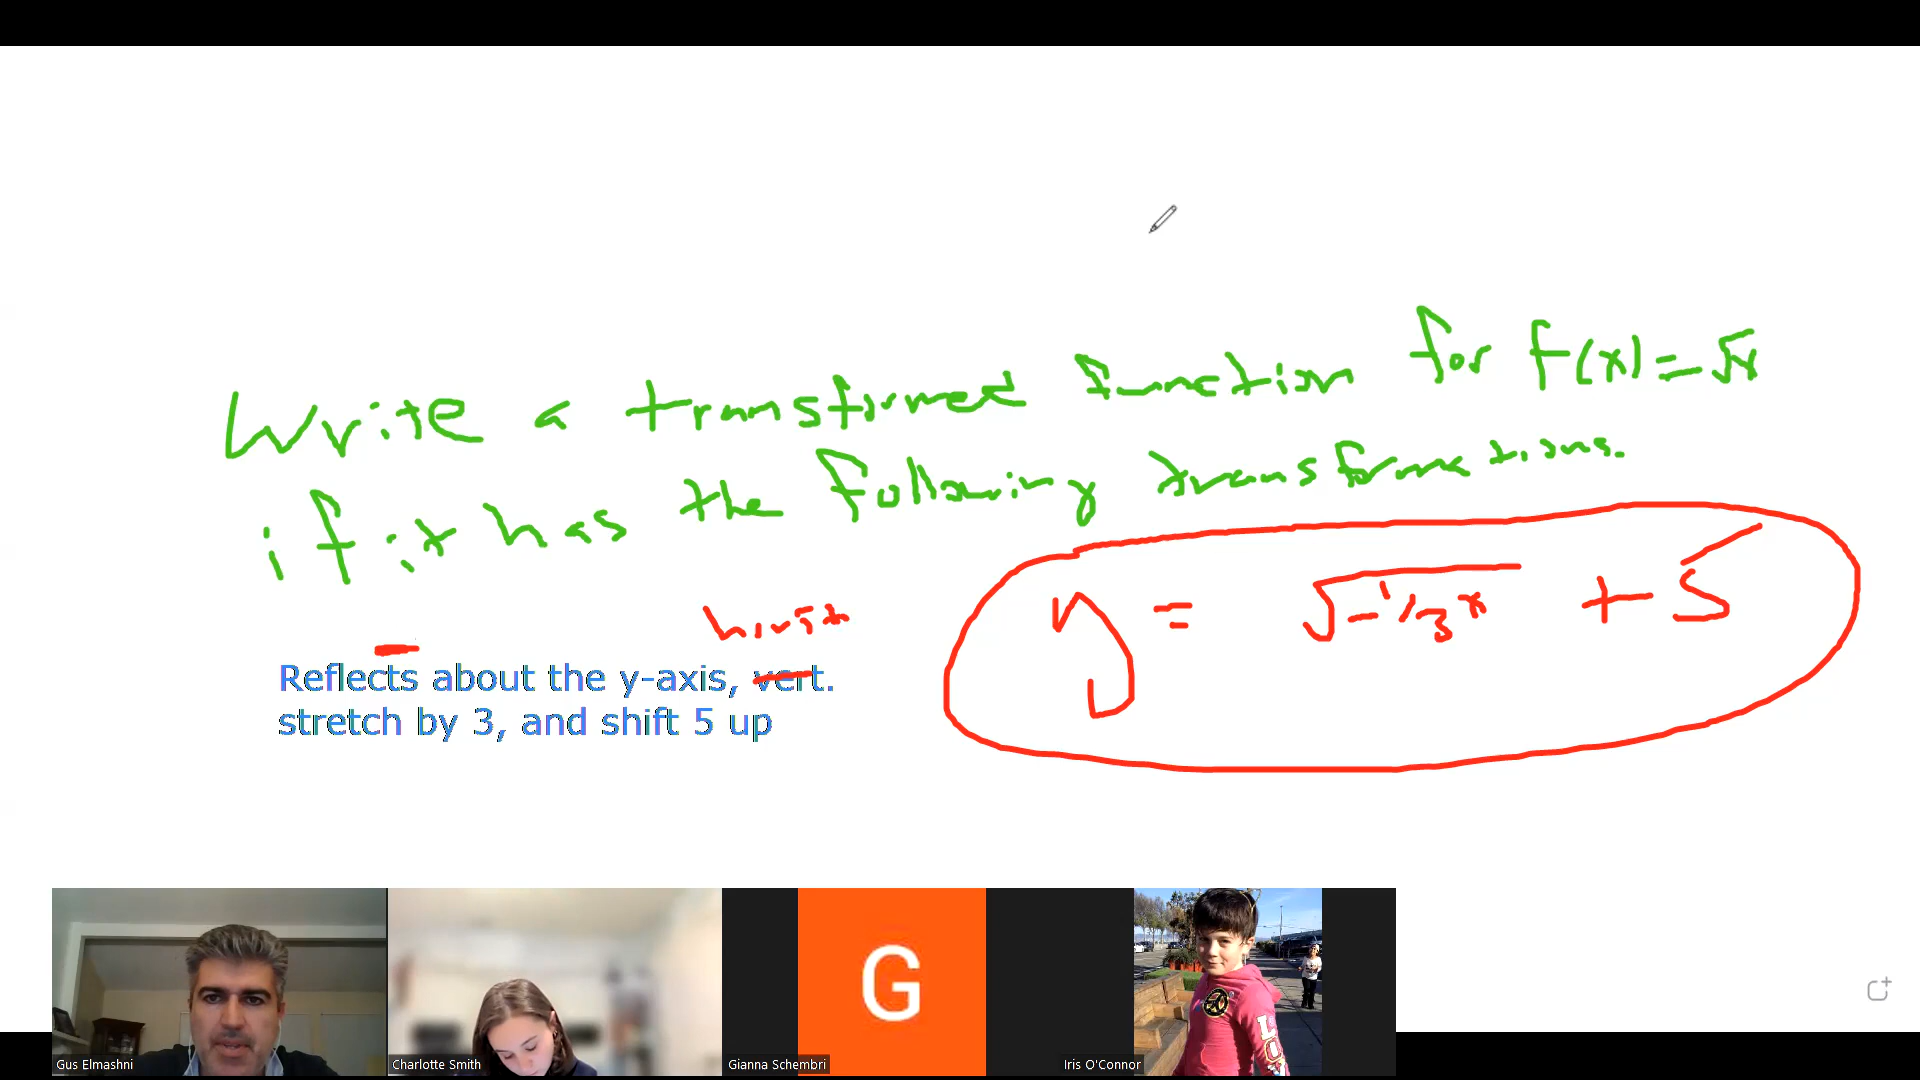 Write a transformed function for f(x)=√x
if it has the following transformations.
horiz
Reflects about the y-axis, vert.
stretch by 3, and shift 5 up
y = √-1/3x + 5
G
Gus Elmashni
Charlotte Smith
Gianna Schembri
Iris O'Connor